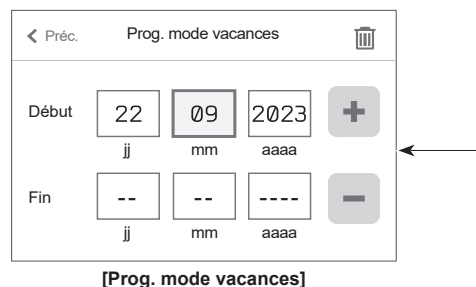 Préc. Prog. mode vacances
Début 22 09 2023 +
jj mm aaaa
Fin -- -- ---- -
jj mm aaaa
[Prog. mode vacances]